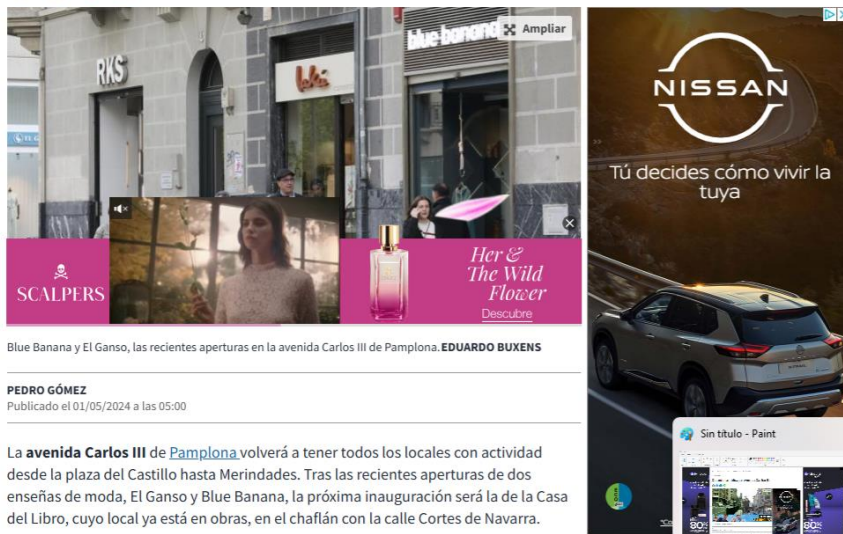 RKS
lokú
blue banana
Ampliar
SCALPERS
Her &
The Wild
Flower
Descubre
Blue Banana y El Ganso, las recientes aperturas en la avenida Carlos III de Pamplona. EDUARDO BUXENS
PEDRO GÓMEZ
Publicado el 01/05/2024 a las 05:00
La avenida Carlos III de Pamplona volverá a tener todos los locales con actividad
desde la plaza del Castillo hasta Merindades. Tras las recientes aperturas de dos
enseñas de moda, El Ganso y Blue Banana, la próxima inauguración será la de la Casa
del Libro, cuyo local ya está en obras, en el chaflán con la calle Cortes de Navarra.
NISSAN
Tú decides cómo vivir la
tuya
Sin título - Paint
80%
80%